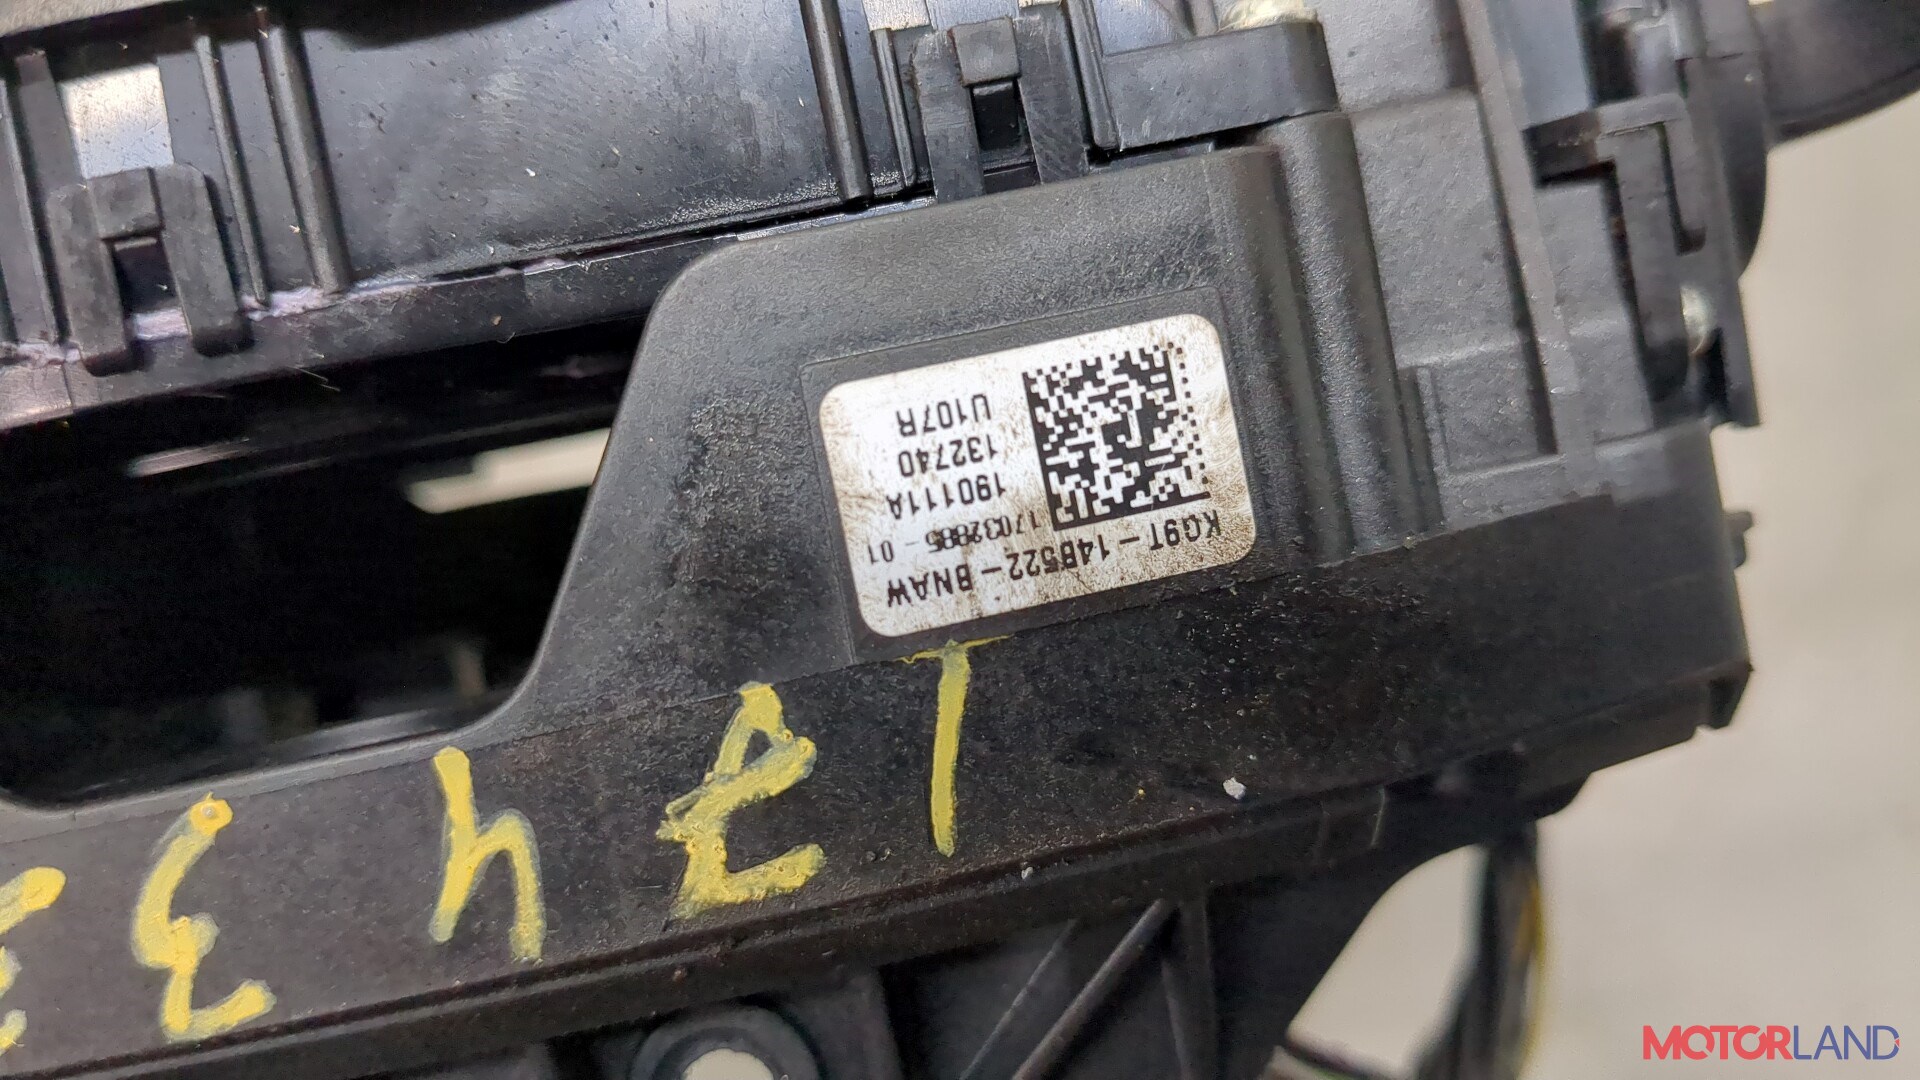 KG9T-14B522-BNAW
17032885-01
190111A
132740
U107R
MOTORLAND